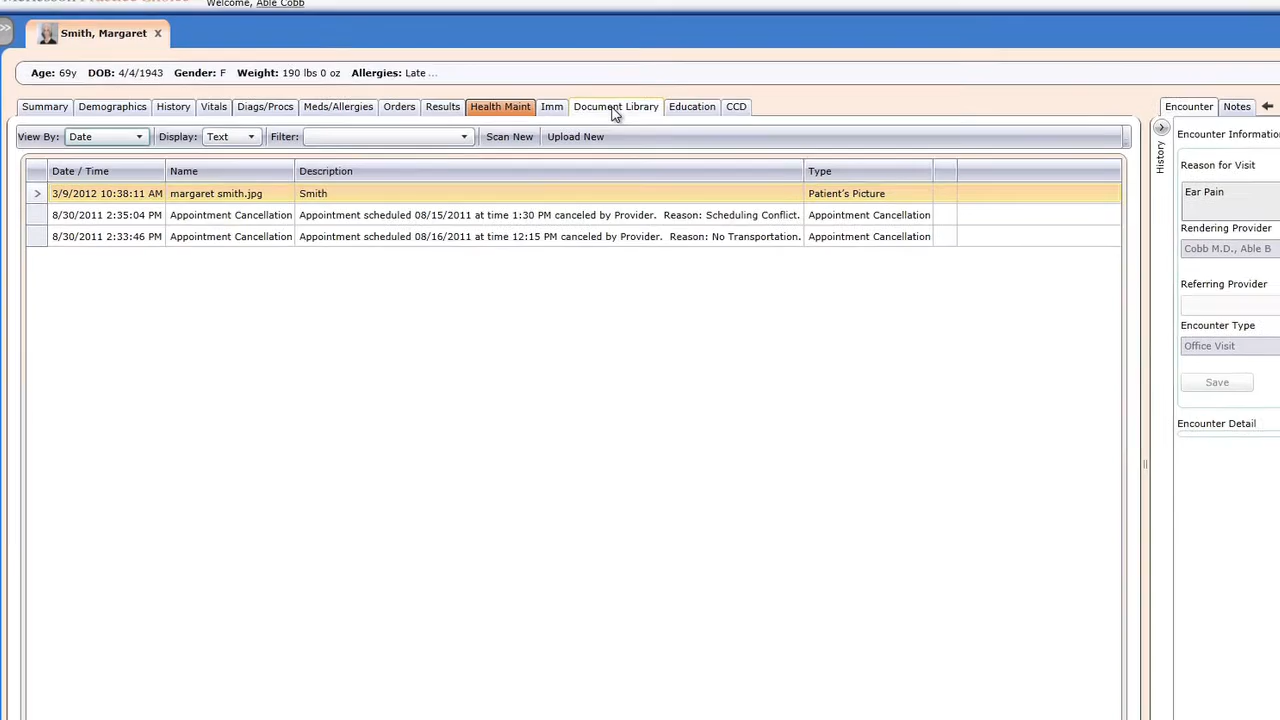 Welcome, Able Cobb
>>
Smith, Margaret X
Age: 69y DOB: 4/4/1943 Gender: F Weight: 190 lbs 0 oz Allergies: Late ...
Summary Demographics History Vitals Diags/Procs Meds/Allergies Orders Results Health Maint Imm Document Library Education CCD
View By: Date Display: Text Filter: Scan New Upload New
Date / Time Name Description Type
> 3/9/2012 10:38:11 AM margaret smith.jpg Smith Patient's Picture
8/30/2011 2:35:04 PM Appointment Cancellation Appointment scheduled 08/15/2011 at time 1:30 PM canceled by Provider. Reason: Scheduling Conflict. Appointment Cancellation
8/30/2011 2:33:46 PM Appointment Cancellation Appointment scheduled 08/16/2011 at time 12:15 PM canceled by Provider. Reason: No Transportation. Appointment Cancellation
Encounter Notes
History
Encounter Informatio
Reason for Visit
Ear Pain
Rendering Provider
Cobb M.D., Able B
Referring Provider
Encounter Type
Office Visit
Save
Encounter Detail